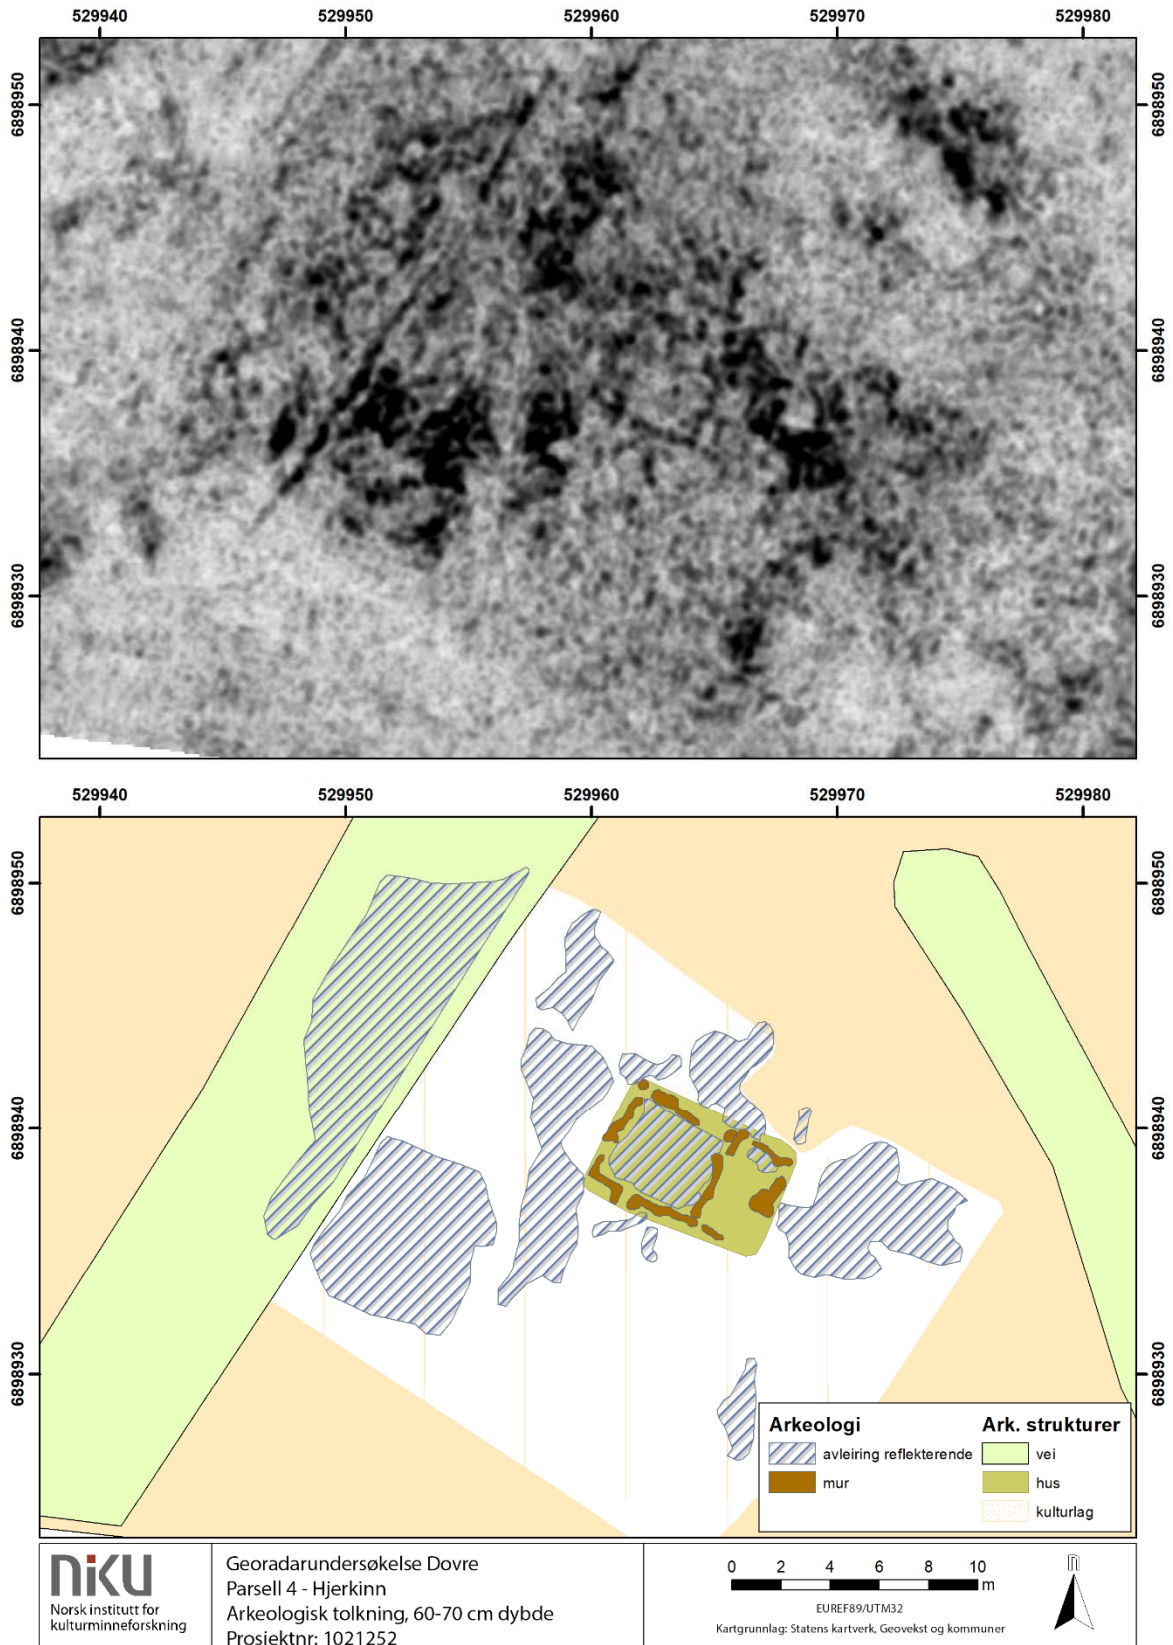 529940 529950 529960 529970 529980
6898950 6898950
6898940 6898940
6898930 6898930
529940 529950 529960 529970 529980
6898950 6898950
6898940 6898940
6898930 6898930
Arkeologi
avleiring reflekterende
mur
Ark. strukturer
vei
hus
kulturlag
niku
Norsk institutt for
kulturminneforskning
Georadarundersøkelse Dovre
Parsell 4 - Hjerkinn
Arkeologisk tolkning, 60-70 cm dybde
Prosjektnr: 1021252
0 2 4 6 8 10
m
EUREF89/UTM32
Kartgrunnlag: Statens kartverk, Geovekst og kommuner
n